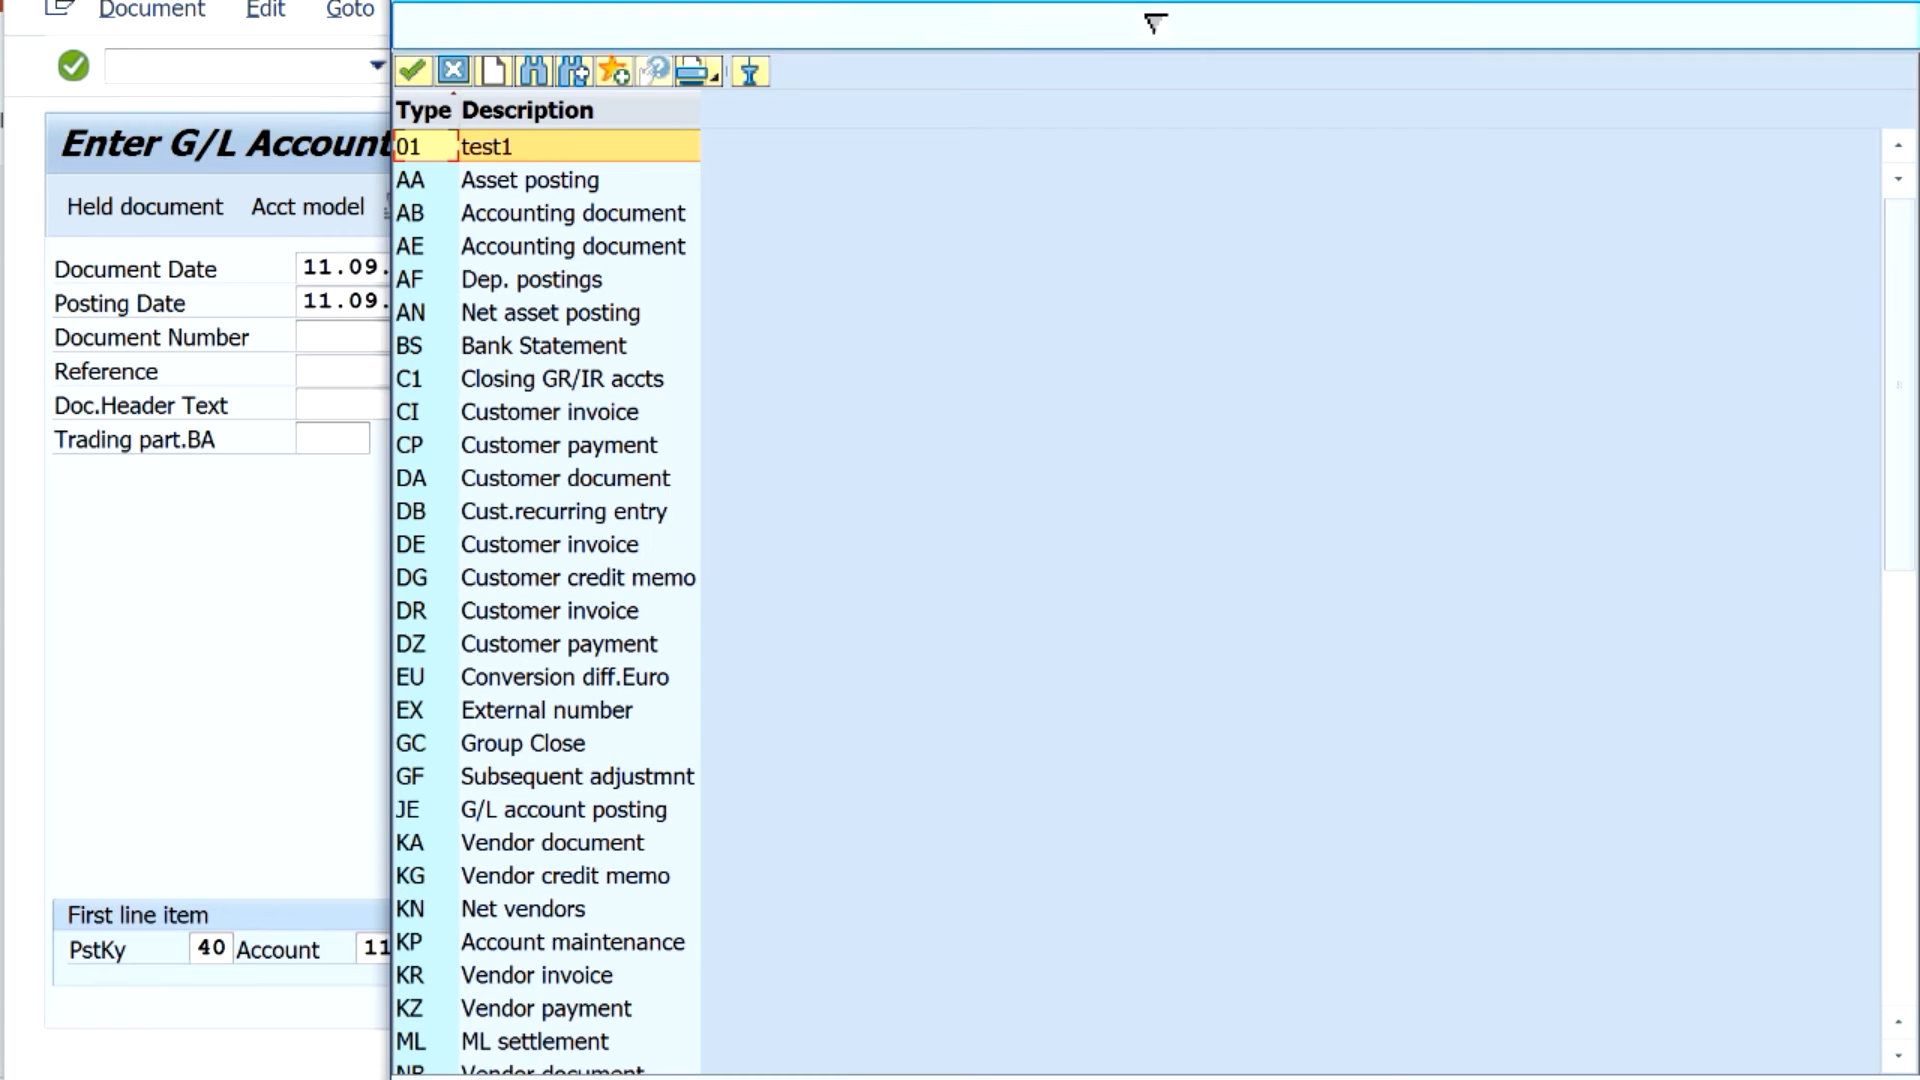 Document Edit Goto
Enter G/L Account
Held document Acct model
Document Date 11.09.
Posting Date 11.09.
Document Number
Reference
Doc.Header Text
Trading part.BA
First line item
PstKy 40 Account 11
Type Description
01 test1
AA Asset posting
AB Accounting document
AE Accounting document
AF Dep. postings
AN Net asset posting
BS Bank Statement
C1 Closing GR/IR accts
CI Customer invoice
CP Customer payment
DA Customer document
DB Cust.recurring entry
DE Customer invoice
DG Customer credit memo
DR Customer invoice
DZ Customer payment
EU Conversion diff.Euro
EX External number
GC Group Close
GF Subsequent adjustmnt
JE G/L account posting
KA Vendor document
KG Vendor credit memo
KN Net vendors
KP Account maintenance
KR Vendor invoice
KZ Vendor payment
ML ML settlement
Vendor document